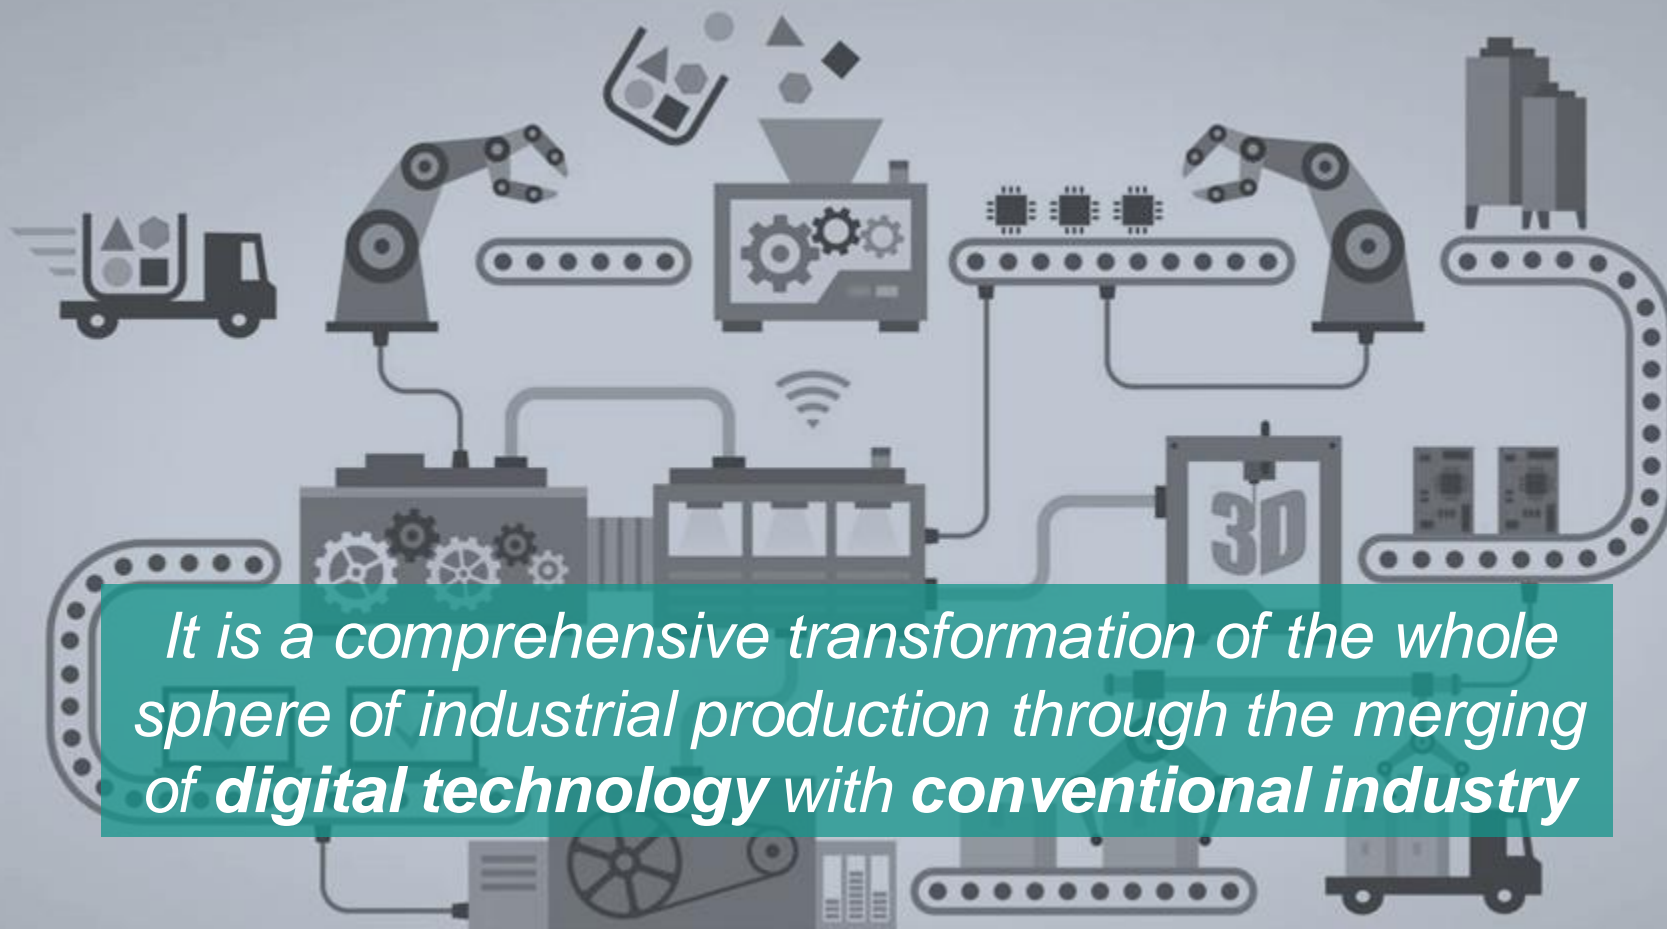 3D
It is a comprehensive transformation of the whole
sphere of industrial production through the merging
of digital technology with conventional industry